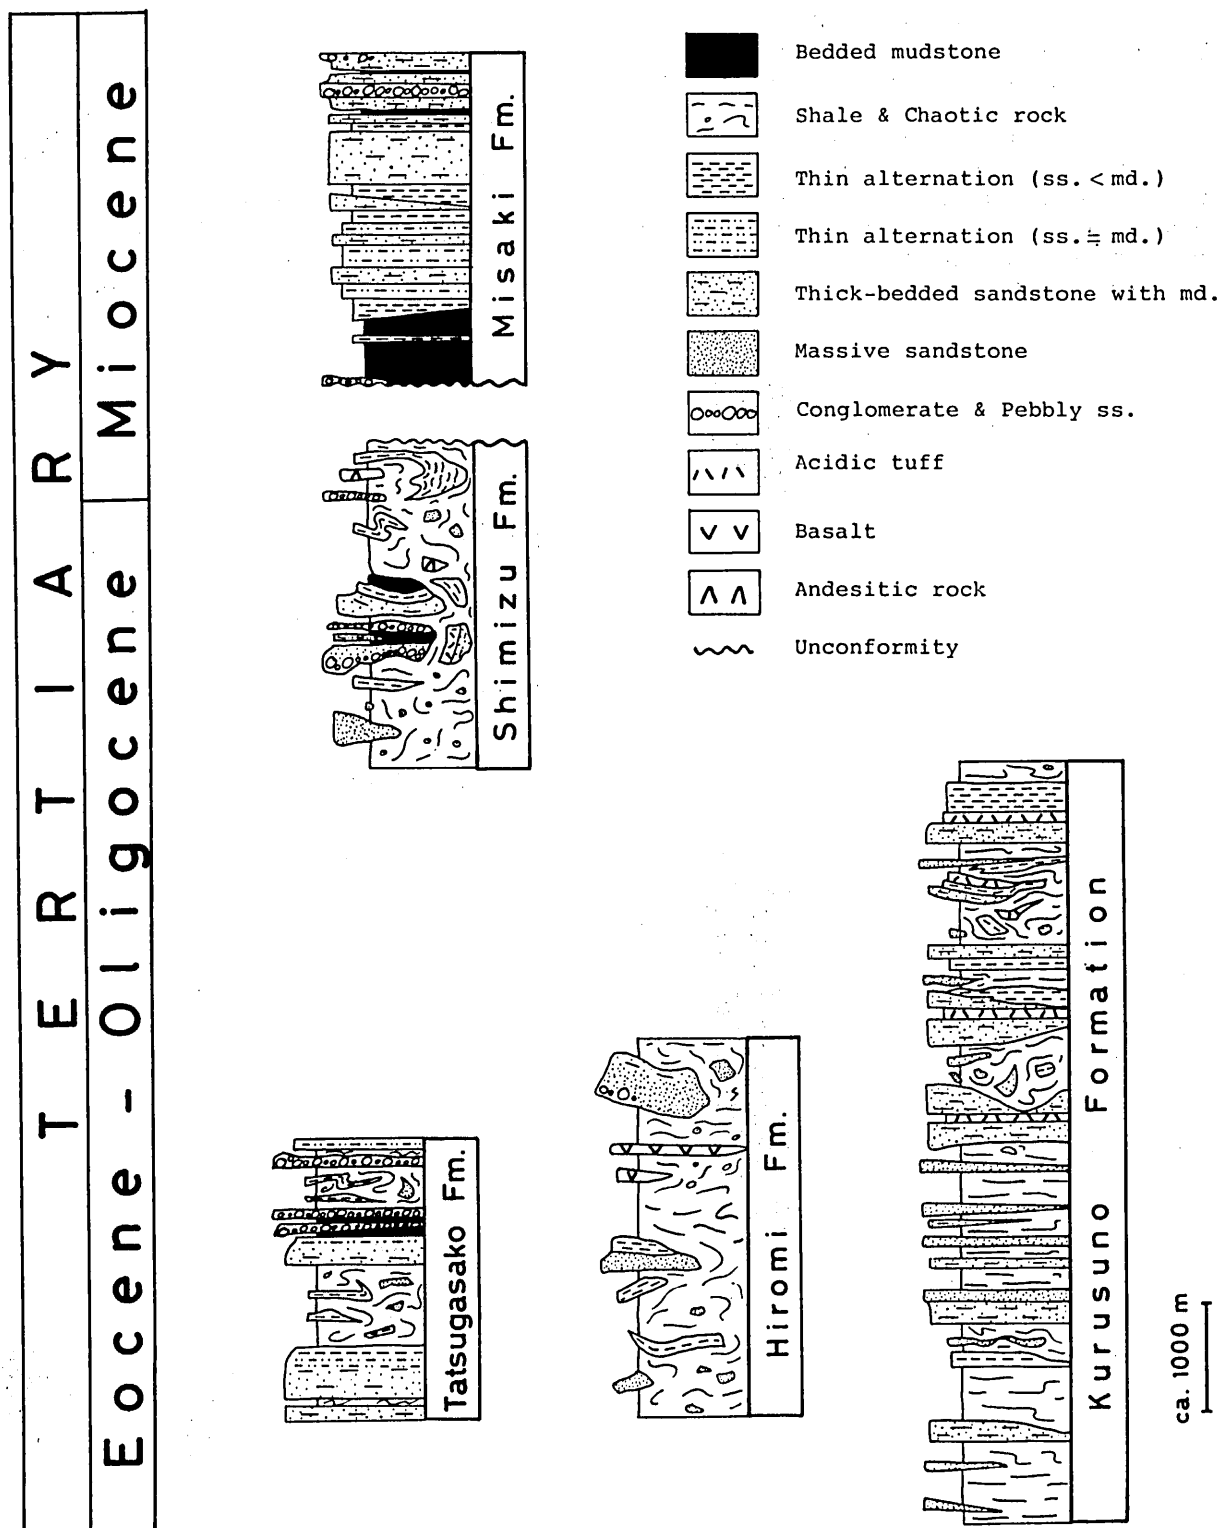 TERTIARY
Miocene
Eocene – Oligocene
Misaki Fm.
Shimizu Fm.
Tatsugasako Fm.
Hiromi Fm.
Kurusuno Formation
Bedded mudstone
Shale & Chaotic rock
Thin alternation (ss. < md.)
Thin alternation (ss. ≒ md.)
Thick-bedded sandstone with md.
Massive sandstone
Conglomerate & Pebbly ss.
Acidic tuff
Basalt
Andesitic rock
Unconformity
ca. 1000 m